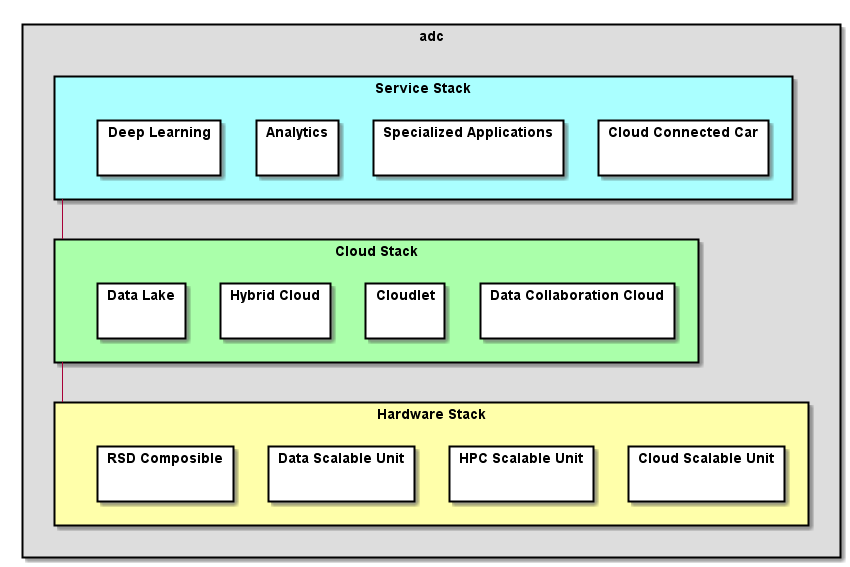 adc
Service Stack
Deep Learning
Analytics
Specialized Applications
Cloud Connected Car
Cloud Stack
Data Lake
Hybrid Cloud
Cloudlet
Data Collaboration Cloud
Hardware Stack
RSD Composible
Data Scalable Unit
HPC Scalable Unit
Cloud Scalable Unit